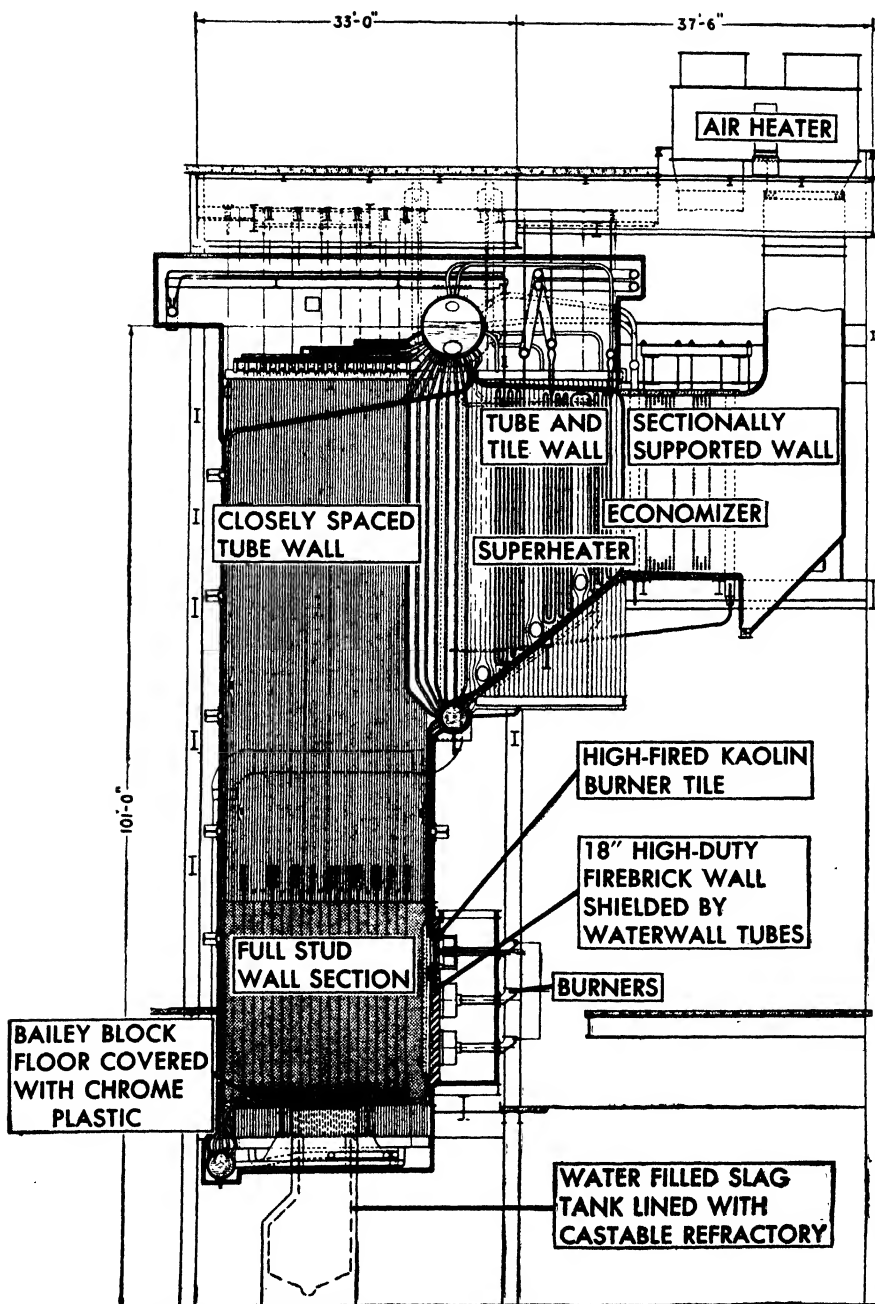 33'-0"
37'-6"
AIR HEATER
TUBE AND
TILE WALL
SECTIONALLY
SUPPORTED WALL
CLOSELY SPACED
TUBE WALL
ECONOMIZER
SUPERHEATER
101'-0"
HIGH-FIRED KAOLIN
BURNER TILE
18" HIGH-DUTY
FIREBRICK WALL
SHIELDED BY
WATERWALL TUBES
FULL STUD
WALL SECTION
BURNERS
BAILEY BLOCK
FLOOR COVERED
WITH CHROME
PLASTIC
WATER FILLED SLAG
TANK LINED WITH
CASTABLE REFRACTORY